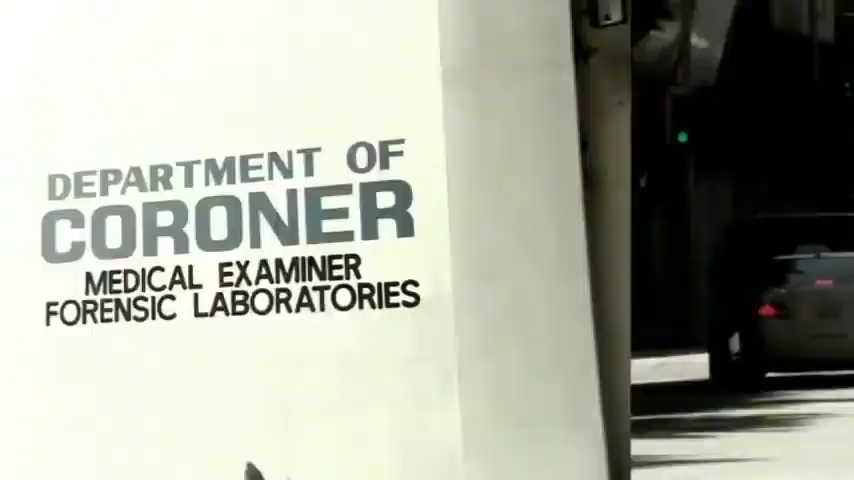 DEPARTMENT OF
CORONER
MEDICAL EXAMINER
FORENSIC LABORATORIES